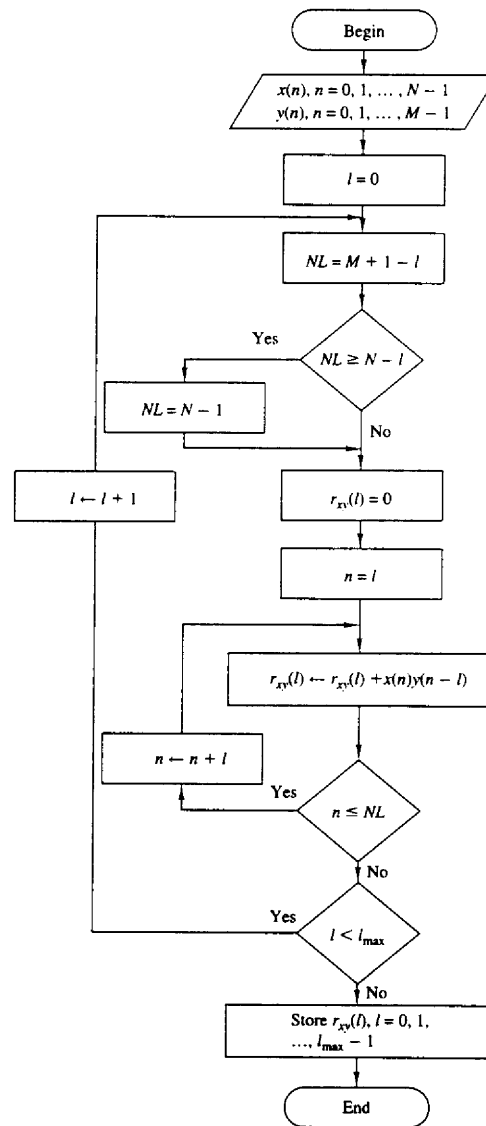 Begin
x(n), n = 0, 1, … , N − 1
y(n), n = 0, 1, … , M − 1
l = 0
NL = M + 1 − l
Yes
NL ≥ N − l
NL = N − 1
No
l ← l + 1
r_xy(l) = 0
n = l
r_xy(l) ← r_xy(l) + x(n)y(n − l)
n ← n + l
Yes
n ≤ NL
No
Yes
l < l_max
No
Store r_xy(l), l = 0, 1,
…, l_max − 1
End